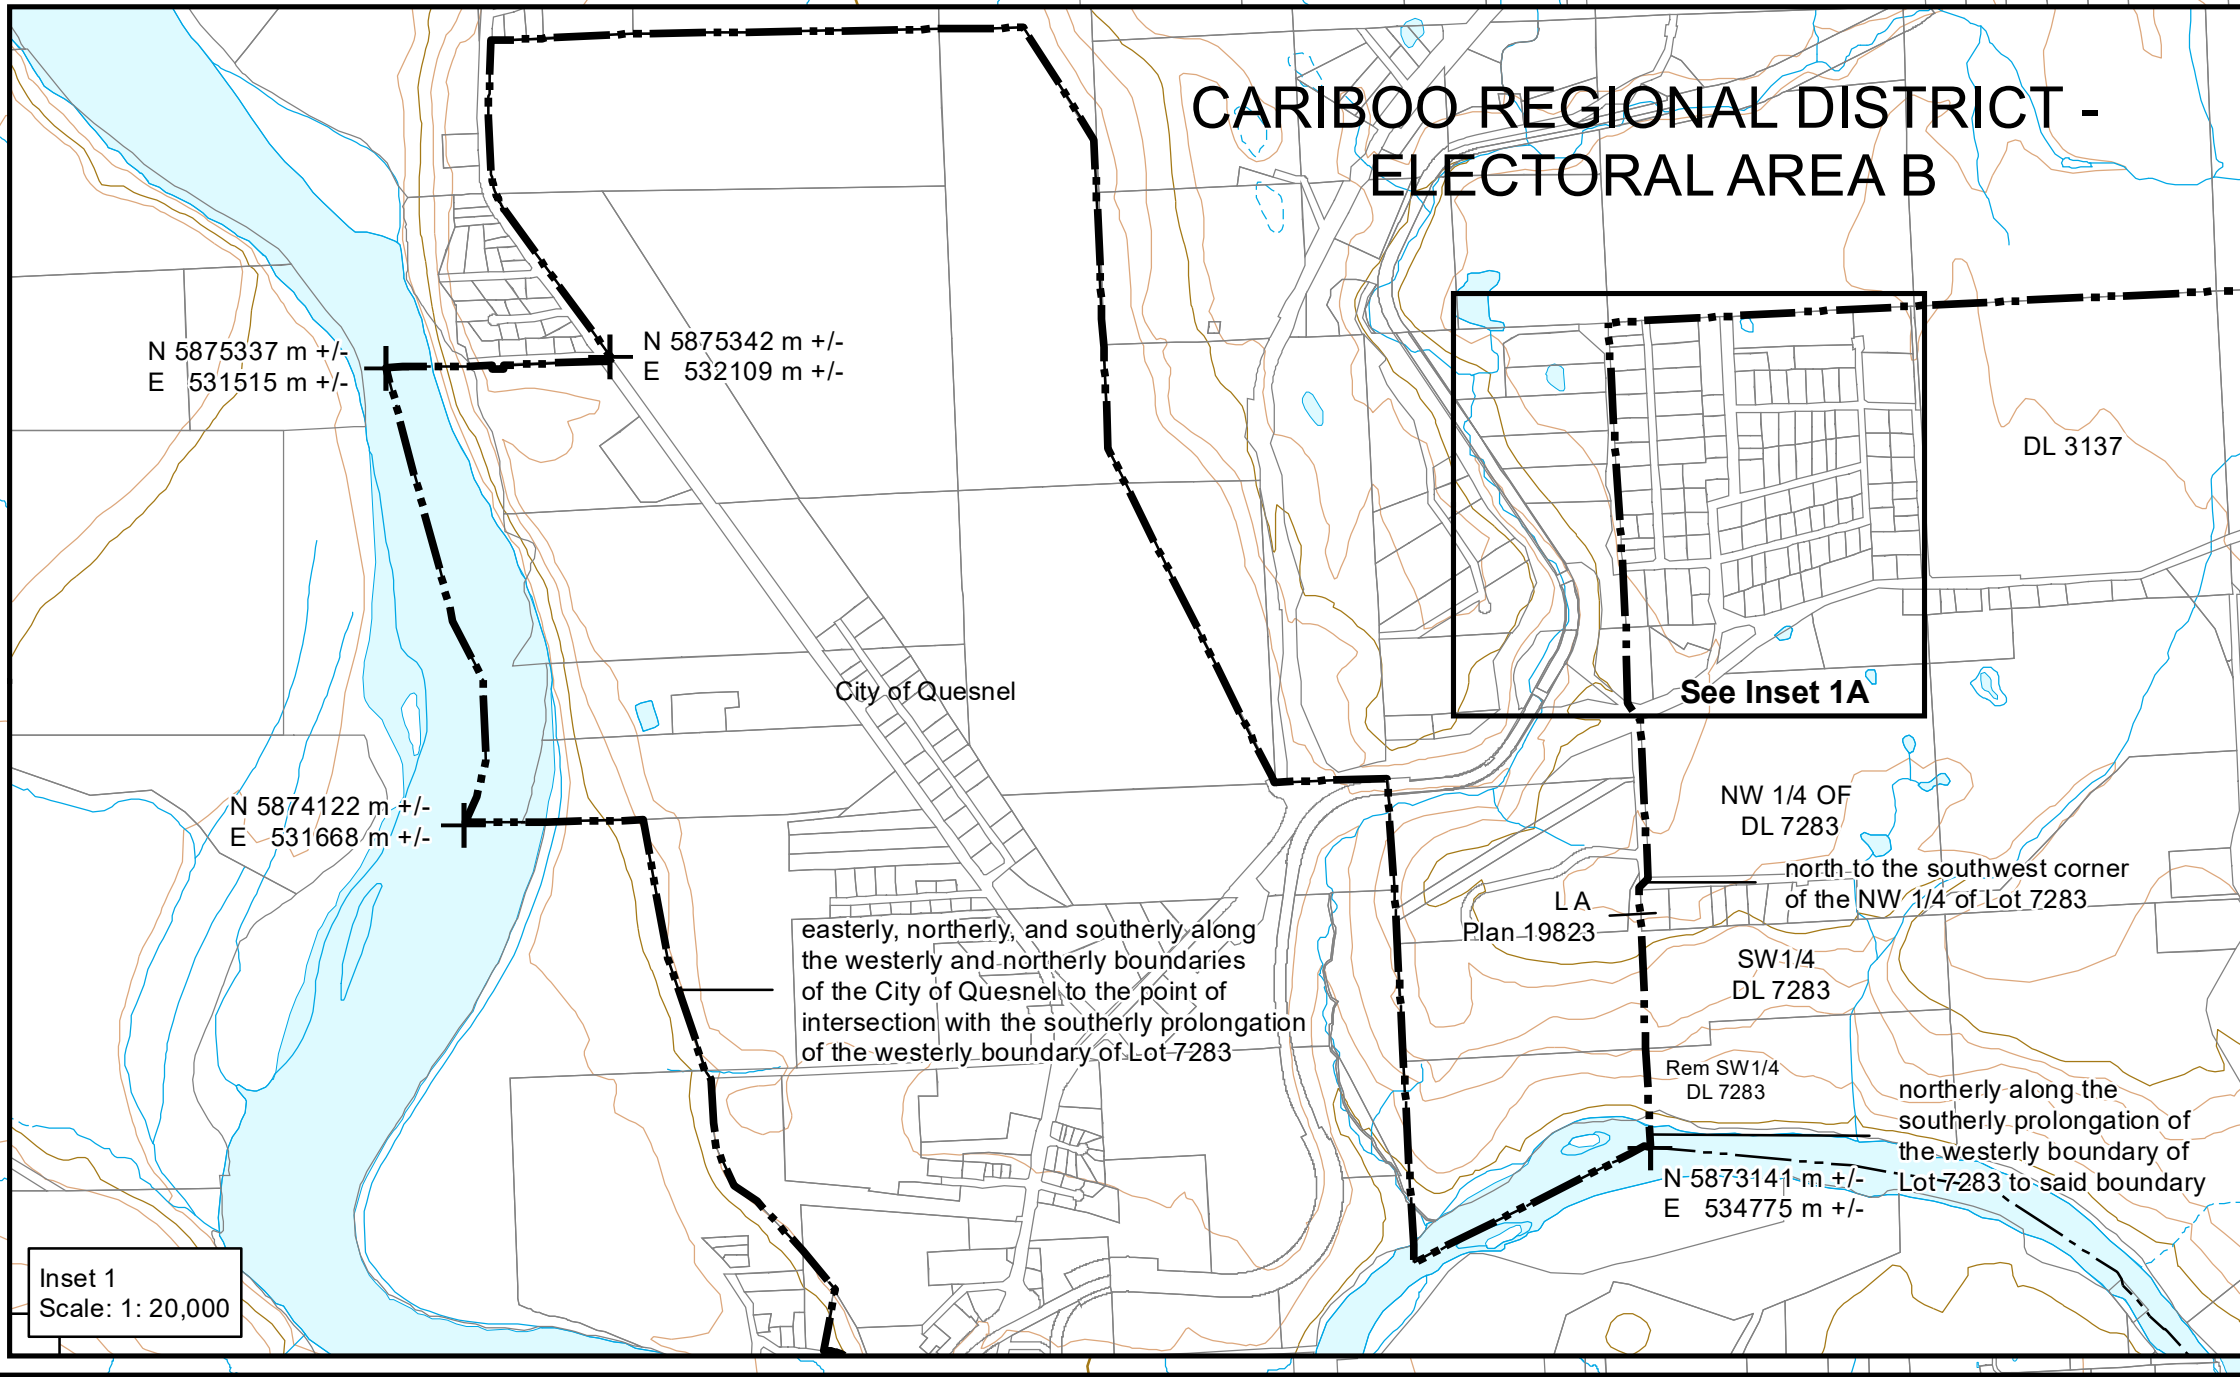 CARIBOO REGIONAL DISTRICT -
ELECTORAL AREA B
N 5875337 m +/-
E 531515 m +/-
N 5875342 m +/-
E 532109 m +/-
DL 3137
City of Quesnel
See Inset 1A
N 5874122 m +/-
E 531668 m +/-
NW 1/4 OF
DL 7283
north to the southwest corner
of the NW 1/4 of Lot 7283
L A
Plan 19823
easterly, northerly, and southerly along
the westerly and northerly boundaries
of the City of Quesnel to the point of
intersection with the southerly prolongation
of the westerly boundary of Lot 7283
SW1/4
DL 7283
Rem SW1/4
DL 7283
northerly along the
southerly prolongation of
the westerly boundary of
Lot 7283 to said boundary
N 5873141 m +/-
E 534775 m +/-
Inset 1
Scale: 1: 20,000